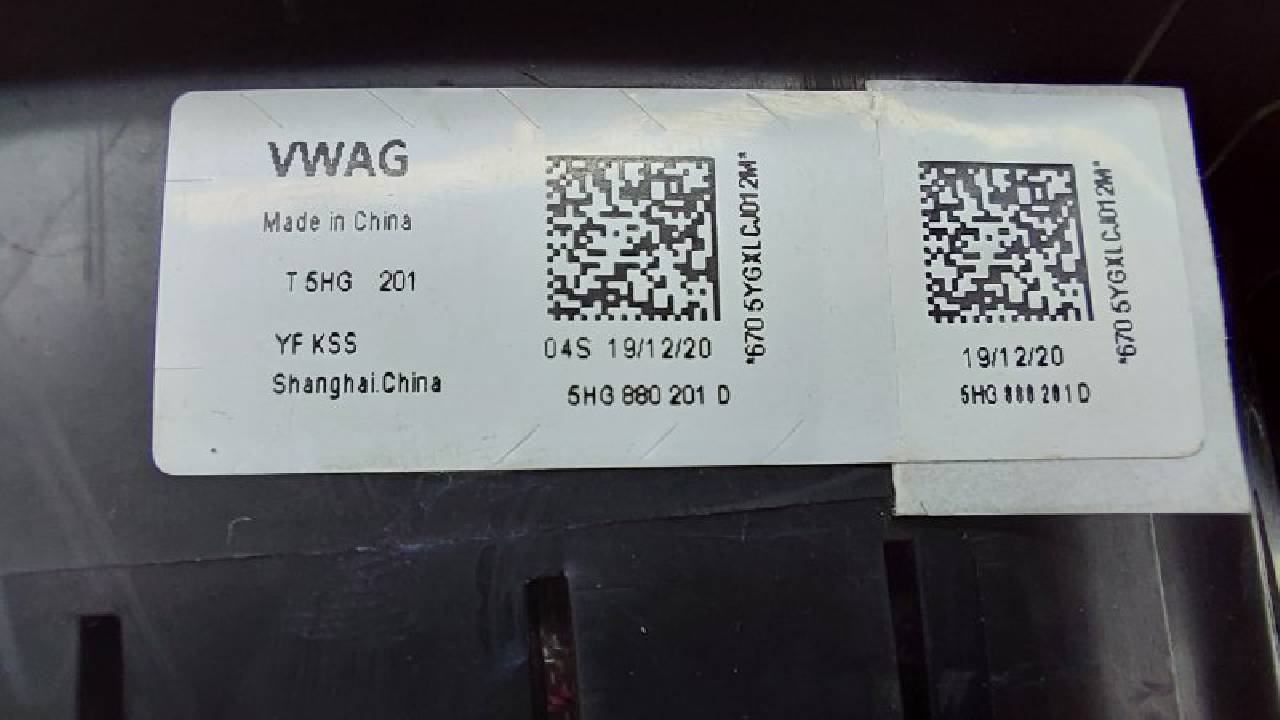 VWAG
Made in China
T 5HG 201
YF KSS
Shanghai.China
04S 19/12/20
5HG 880 201 D
*670 5YGXLCJ012M*
19/12/20
5HG 880 201 D
*670 5YGXLCJ012M*